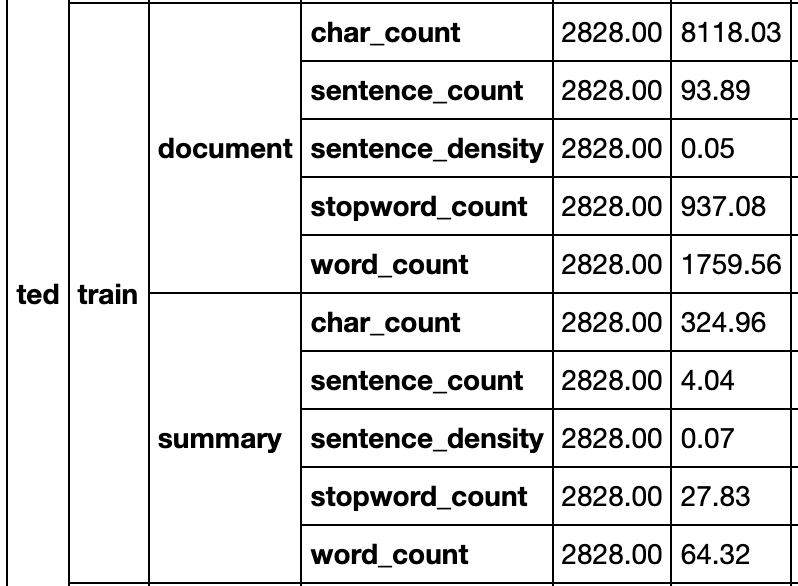 char_count 2828.00 8118.03
sentence_count 2828.00 93.89
document sentence_density 2828.00 0.05
stopword_count 2828.00 937.08
word_count 2828.00 1759.56
ted train
char_count 2828.00 324.96
sentence_count 2828.00 4.04
summary sentence_density 2828.00 0.07
stopword_count 2828.00 27.83
word_count 2828.00 64.32